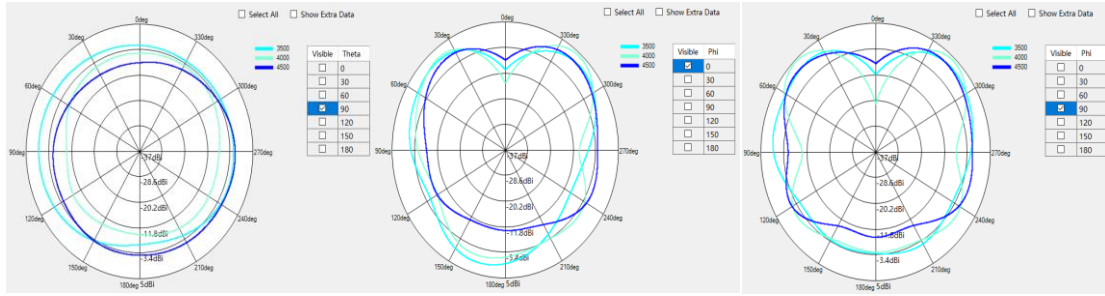 Select All Show Extra Data
0deg
30deg 330deg
60deg 300deg
90deg 270deg
120deg 240deg
150deg 210deg
180deg 5dBi
-37dBi
-28.6dBi
-20.2dBi
-11.8dBi
-3.4dBi
3500
4000
4500
Visible Theta
0
30
60
90
120
150
180
Select All Show Extra Data
0deg
30deg 330deg
60deg 300deg
90deg 270deg
120deg 240deg
150deg 210deg
180deg 5dBi
-37dBi
-28.6dBi
-20.2dBi
-11.8dBi
3500
4000
4500
Visible Phi
0
30
60
90
120
150
180
Select All Show Extra Data
0deg
30deg 330deg
60deg 300deg
90deg 270deg
120deg 240deg
150deg 210deg
180deg 5dBi
-37dBi
-28.6dBi
-20.2dBi
-3.4dBi
3500
4000
4500
Visible Phi
0
30
60
90
120
150
180